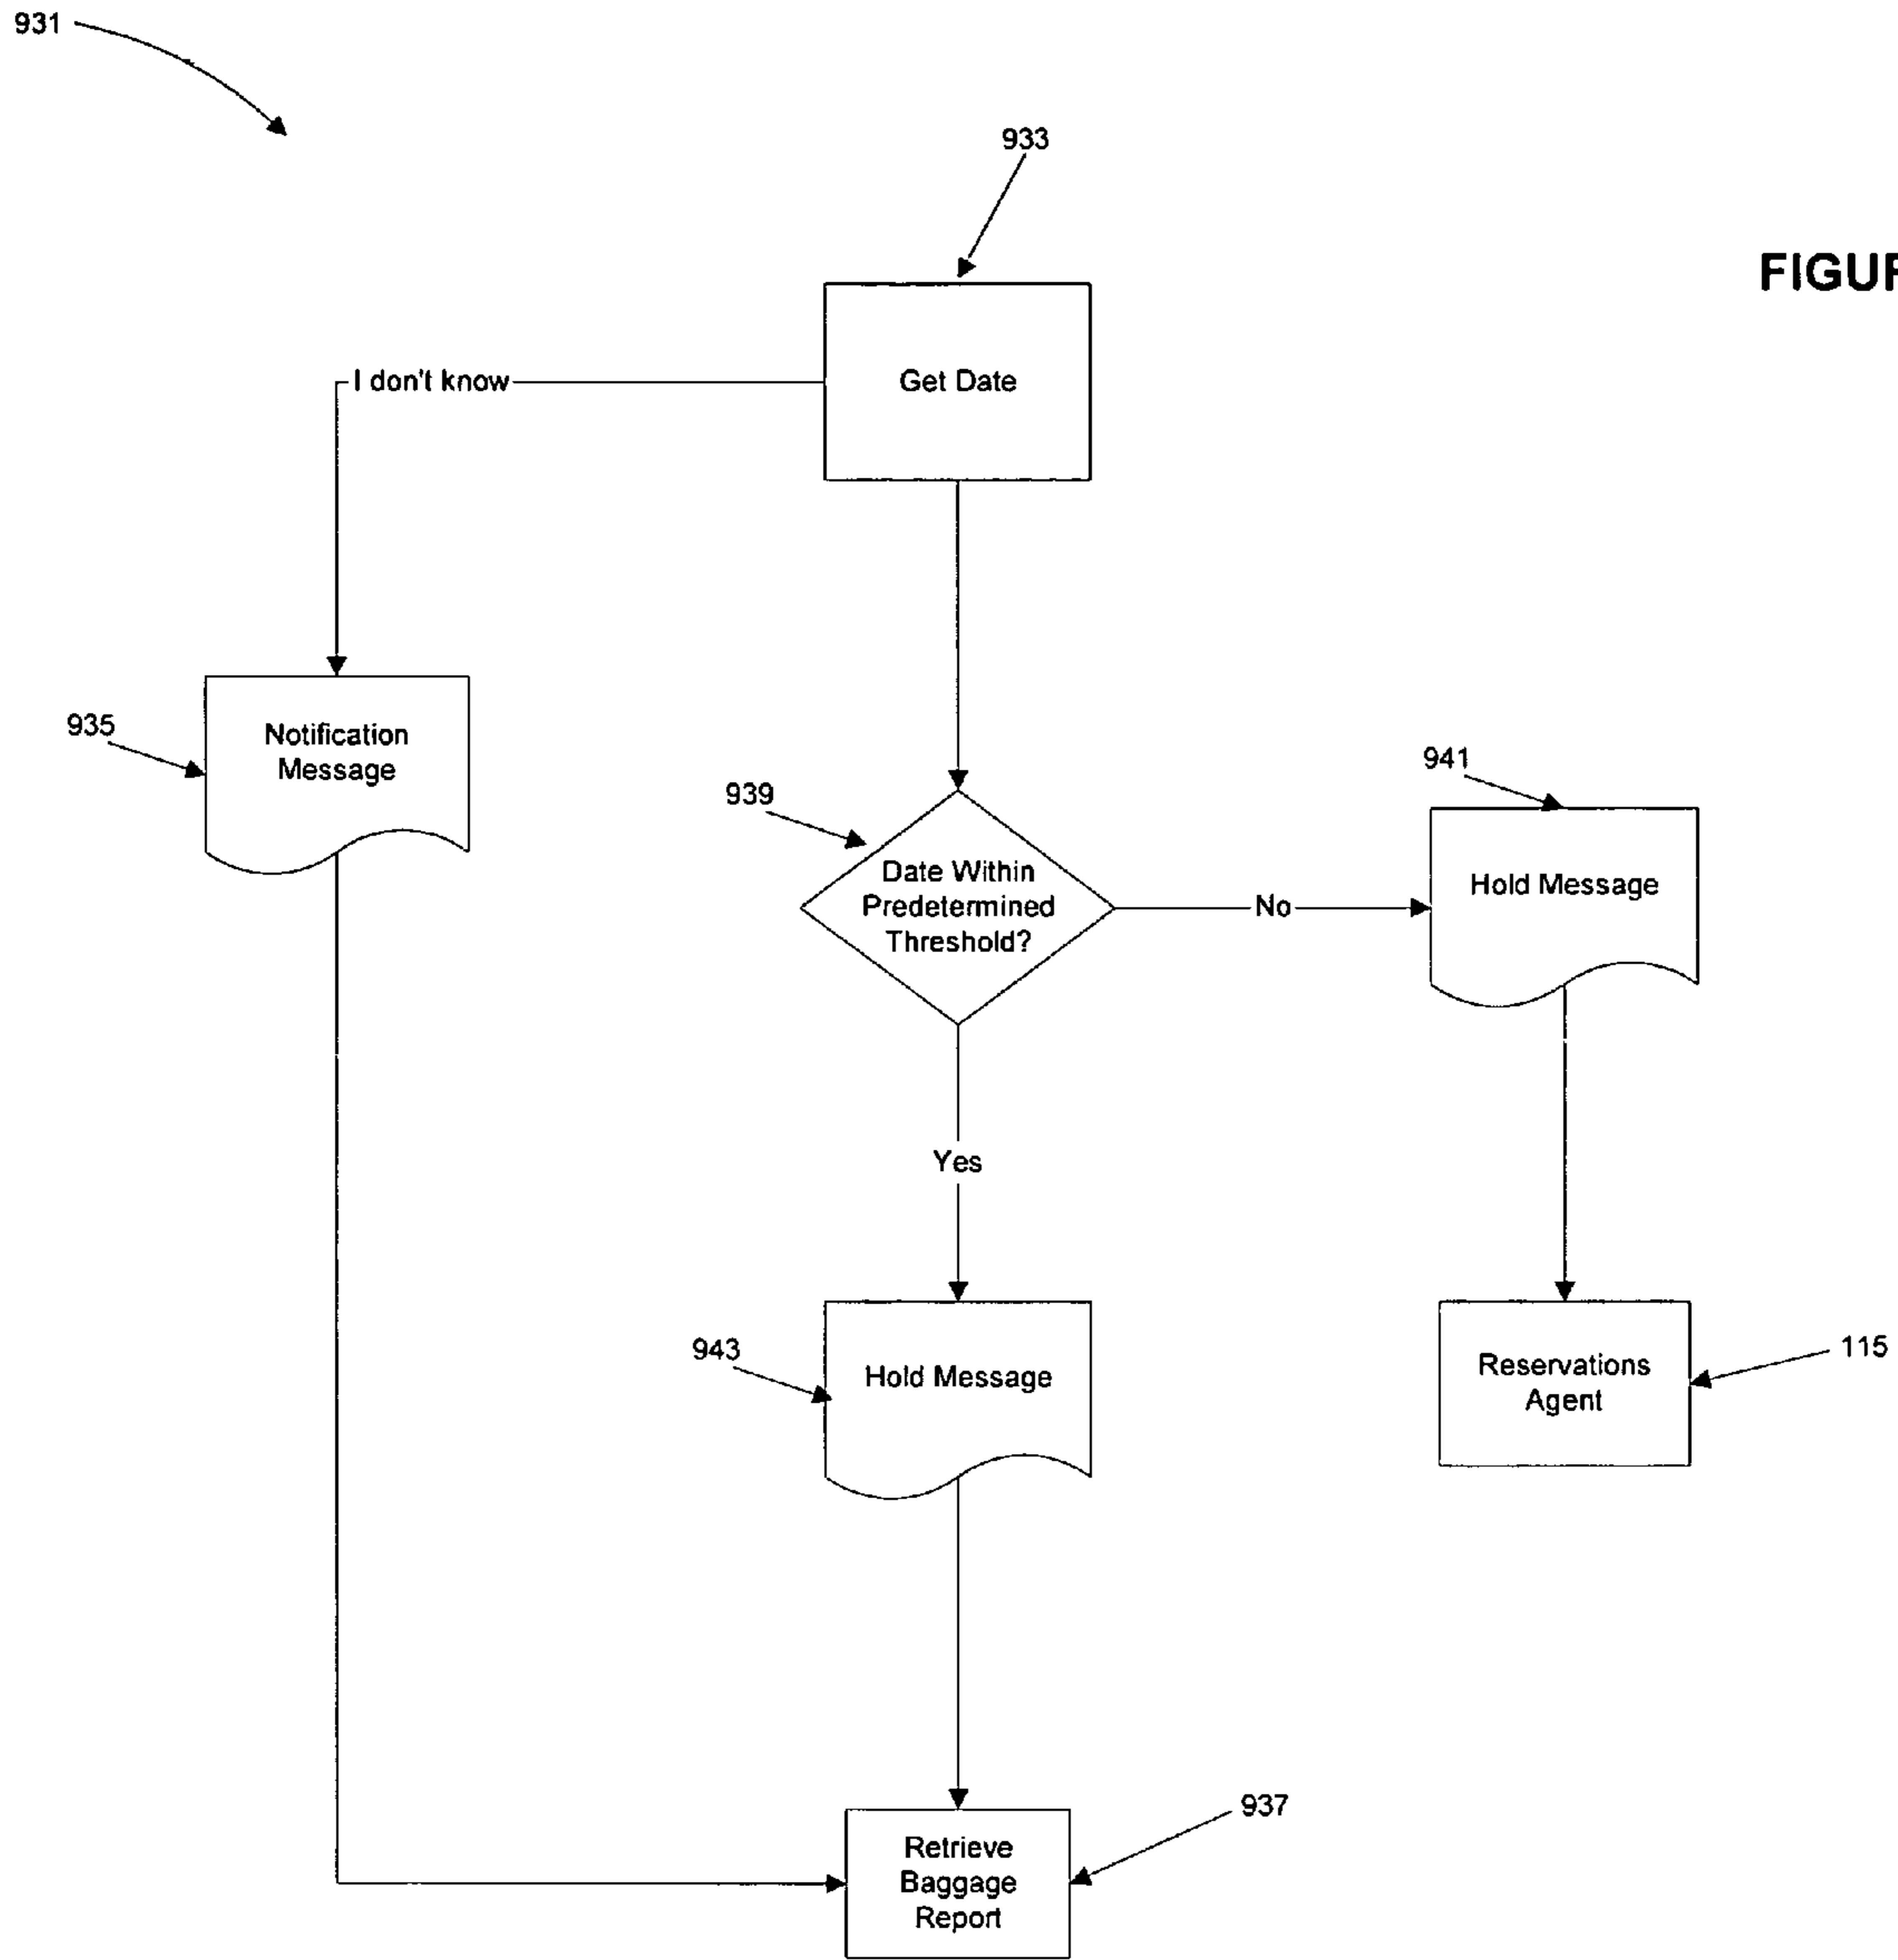 931
933
FIGUR
Get Date
I don't know
935
Notification
Message
939
Date Within
Predetermined
Threshold?
No
941
Hold Message
Yes
943
Hold Message
Reservations
Agent
115
937
Retrieve
Baggage
Report